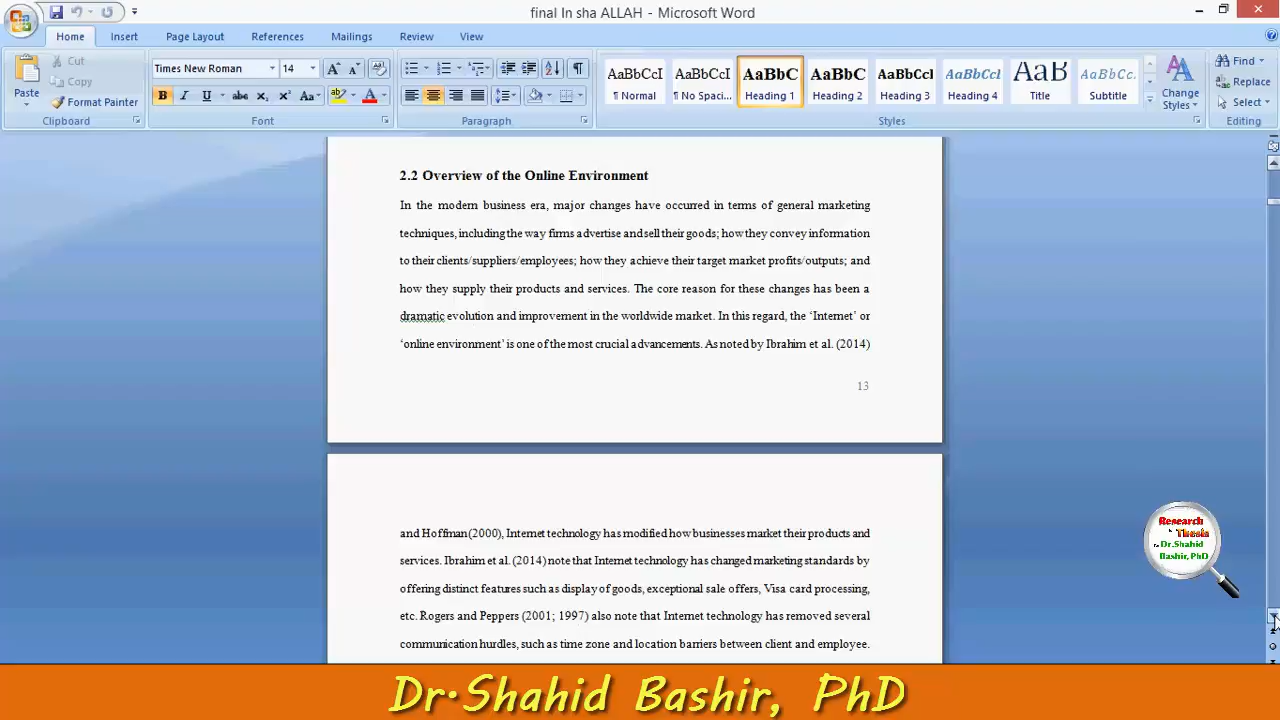 final In sha ALLAH - Microsoft Word
Home Insert Page Layout References Mailings Review View
Paste
Cut
Copy
Format Painter
Clipboard
Times New Roman 14
Font
Paragraph
AaBbCcI AaBbCcI AaBbC AaBbC AaBbCcl AaBbCcl AaB AaBbCc.
¶ Normal ¶ No Spaci... Heading 1 Heading 2 Heading 3 Heading 4 Title Subtitle
Change
Styles
Styles
Find
Replace
Select
Editing
2.2 Overview of the Online Environment
In the modern business era, major changes have occurred in terms of general marketing
techniques, including the way firms advertise and sell their goods; how they convey information
to their clients/suppliers/employees; how they achieve their target market profits/outputs; and
how they supply their products and services. The core reason for these changes has been a
dramatic evolution and improvement in the worldwide market. In this regard, the ‘Internet’ or
‘online environment’ is one of the most crucial advancements. As noted by Ibrahim et al. (2014)
13
and Hoffman (2000), Internet technology has modified how businesses market their products and
services. Ibrahim et al. (2014) note that Internet technology has changed marketing standards by
offering distinct features such as display of goods, exceptional sale offers, Visa card processing,
etc. Rogers and Peppers (2001; 1997) also note that Internet technology has removed several
communication hurdles, such as time zone and location barriers between client and employee.
Research
Thesis
Dr.Shahid
Bashir, PhD
Dr.Shahid Bashir, PhD